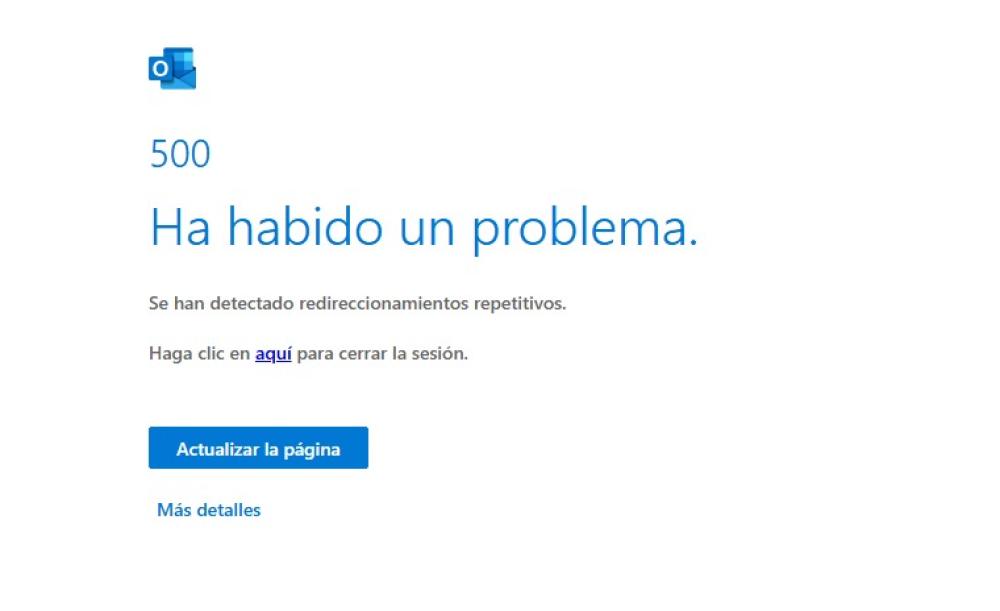 O
500
Ha habido un problema.
Se han detectado redireccionamientos repetitivos.
Haga clic en aquí para cerrar la sesión.
Actualizar la página
Más detalles